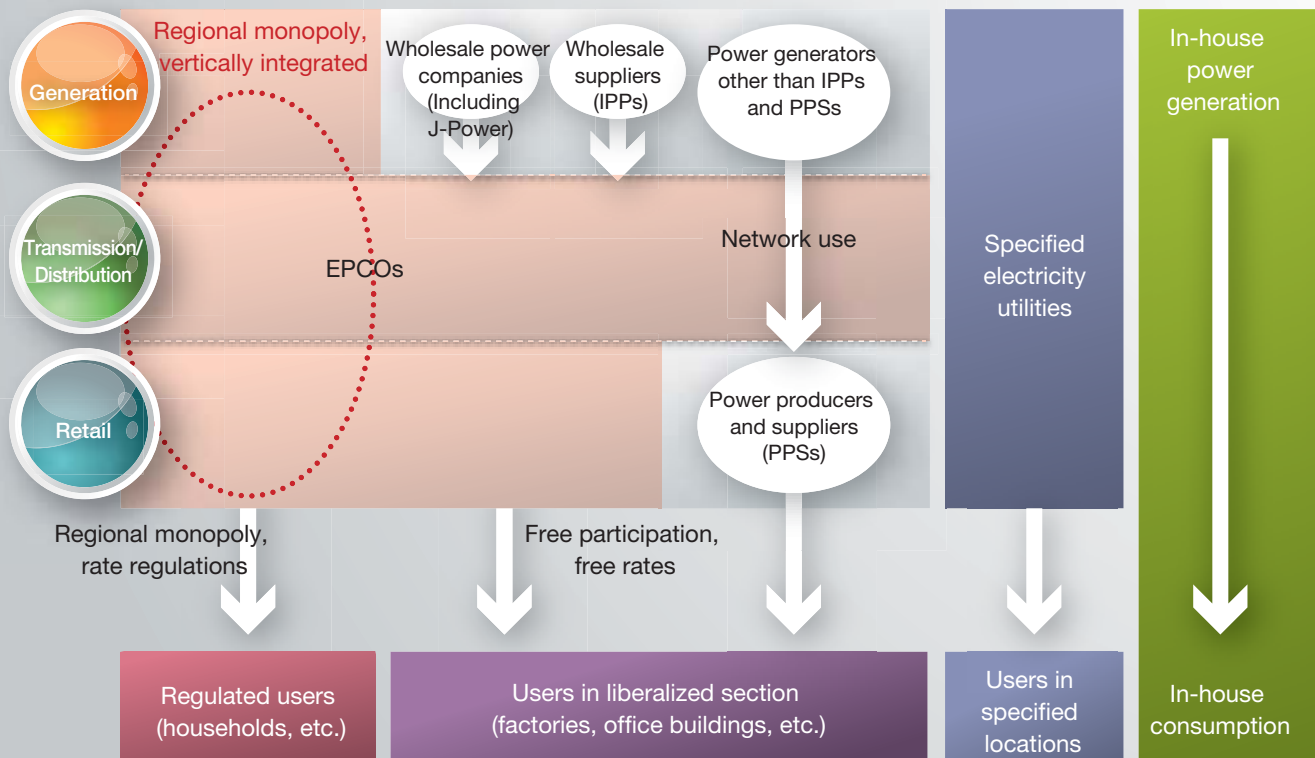 Generation
Regional monopoly,
vertically integrated
Wholesale power
companies
(Including
J-Power)
Wholesale
suppliers
(IPPs)
Power generators
other than IPPs
and PPSs
In-house
power
generation
Transmission/
Distribution
EPCOs
Network use
Specified
electricity
utilities
Retail
Power producers
and suppliers
(PPSs)
Regional monopoly,
rate regulations
Free participation,
free rates
Regulated users
(households, etc.)
Users in liberalized section
(factories, office buildings, etc.)
Users in
specified
locations
In-house
consumption